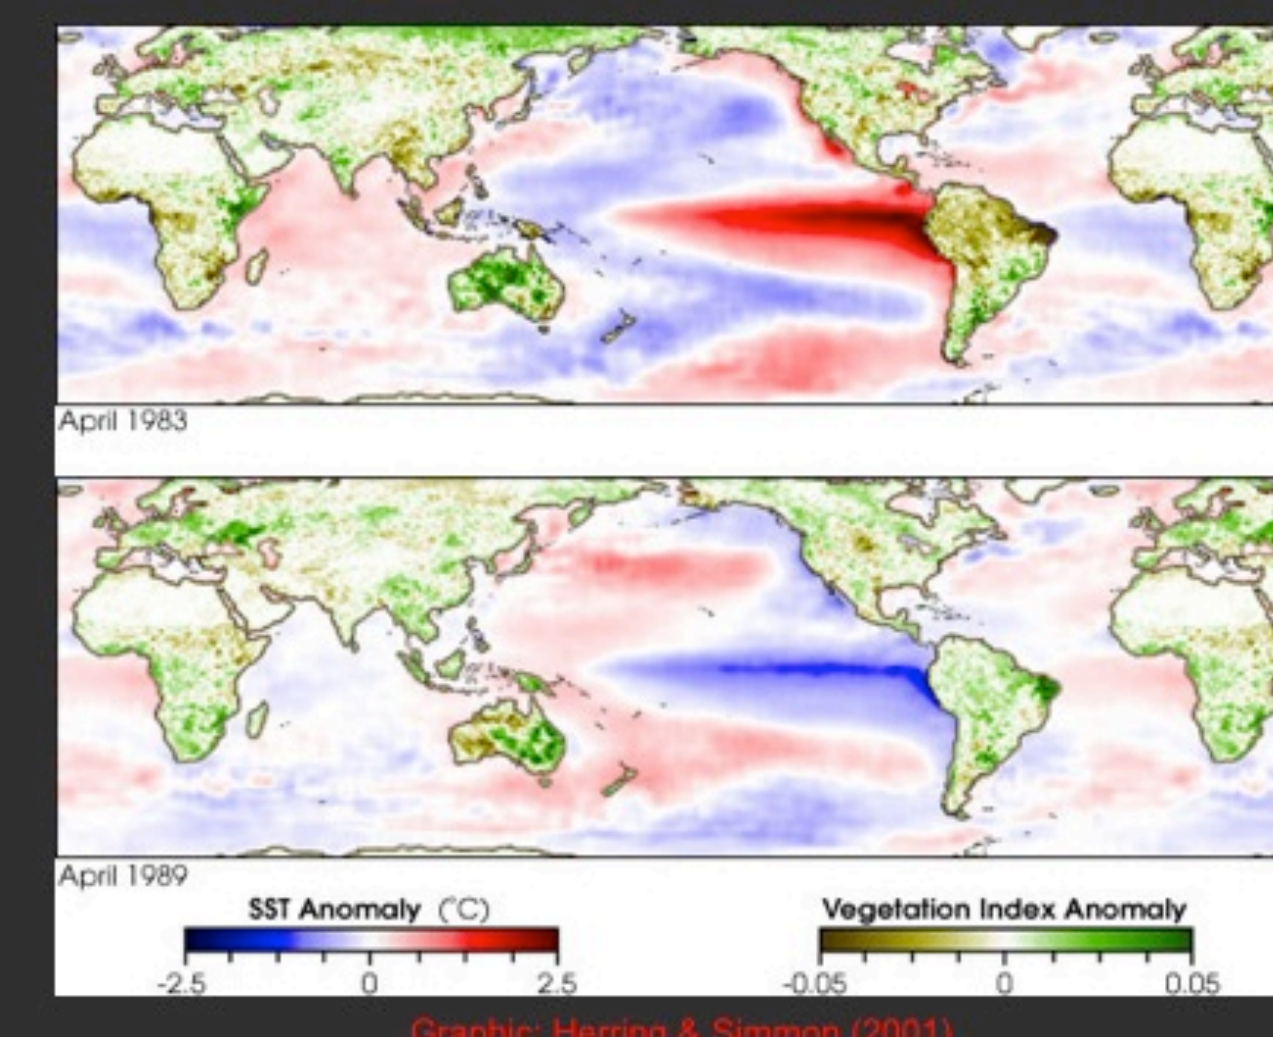 April 1983
April 1989
SST Anomaly (°C)
Vegetation Index Anomaly
-2.5 0 2.5
-0.05 0 0.05
Graphic: Herring & Simmon (2001)